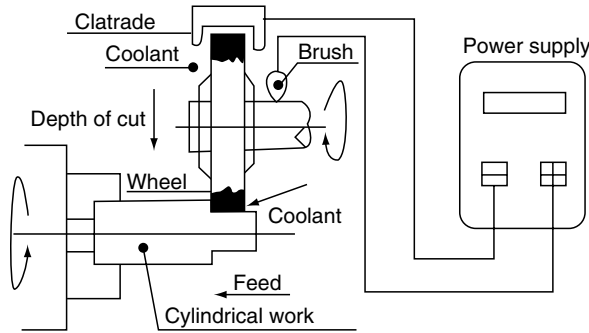 Clatrade
Coolant
Brush
Power supply
Depth of cut
Wheel
Coolant
Feed
Cylindrical work